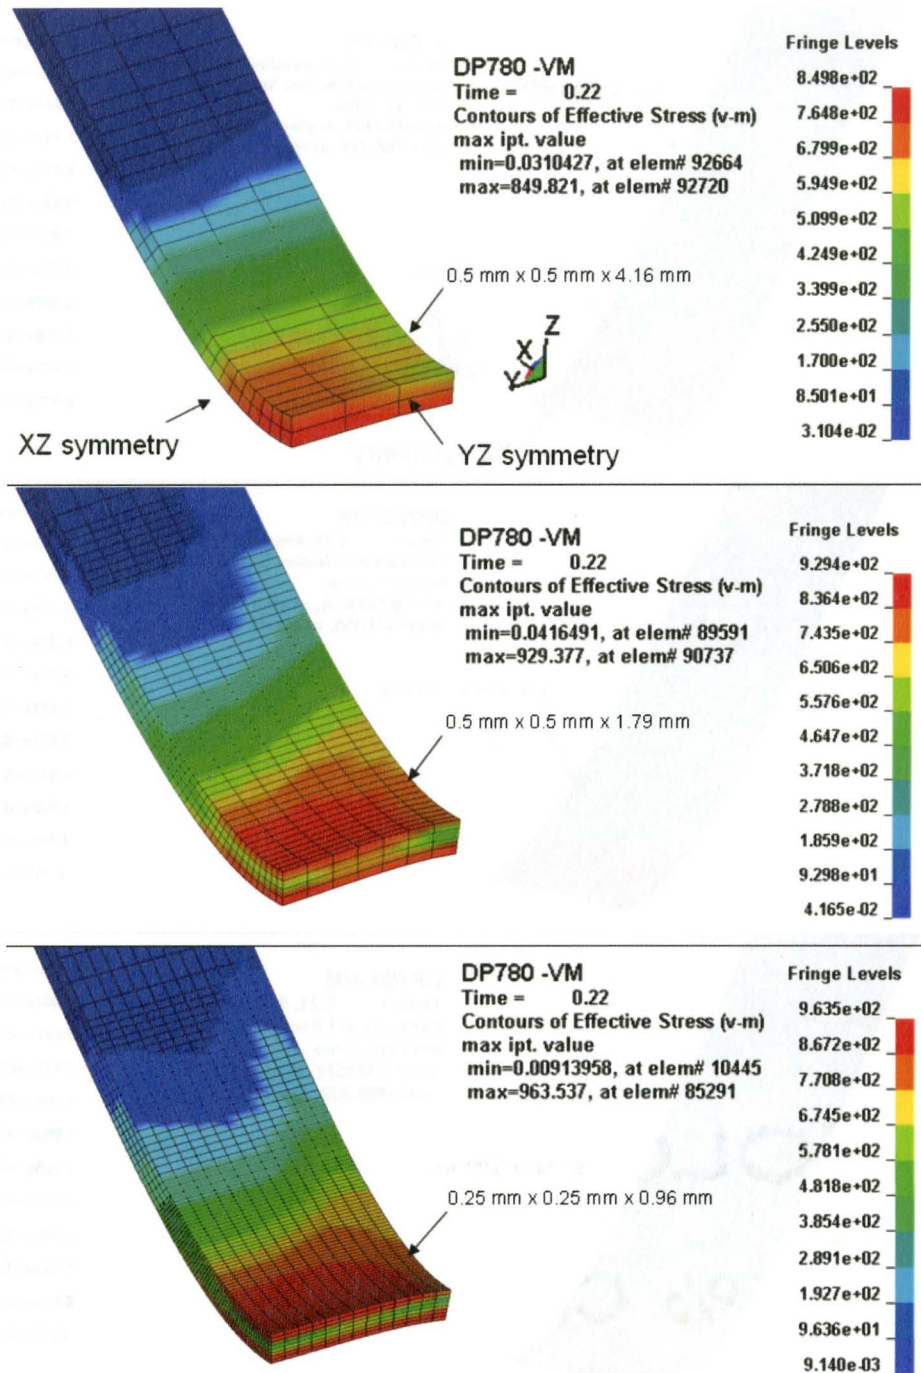 DP780 -VM
Time = 0.22
Contours of Effective Stress (v-m)
max ipt. value
min=0.0310427, at elem# 92664
max=849.821, at elem# 92720
Fringe Levels
8.498e+02
7.648e+02
6.799e+02
5.949e+02
5.099e+02
4.249e+02
3.399e+02
2.550e+02
1.700e+02
8.501e+01
3.104e-02
0.5 mm x 0.5 mm x 4.16 mm
Z
X
Y
XZ symmetry
YZ symmetry
DP780 -VM
Time = 0.22
Contours of Effective Stress (v-m)
max ipt. value
min=0.0416491, at elem# 89591
max=929.377, at elem# 90737
Fringe Levels
9.294e+02
8.364e+02
7.435e+02
6.506e+02
5.576e+02
4.647e+02
3.718e+02
2.788e+02
1.859e+02
9.298e+01
4.165e-02
0.5 mm x 0.5 mm x 1.79 mm
DP780 -VM
Time = 0.22
Contours of Effective Stress (v-m)
max ipt. value
min=0.00913958, at elem# 10445
max=963.537, at elem# 85291
Fringe Levels
9.635e+02
8.672e+02
7.708e+02
6.745e+02
5.781e+02
4.818e+02
3.854e+02
2.891e+02
1.927e+02
9.636e+01
9.140e-03
0.25 mm x 0.25 mm x 0.96 mm